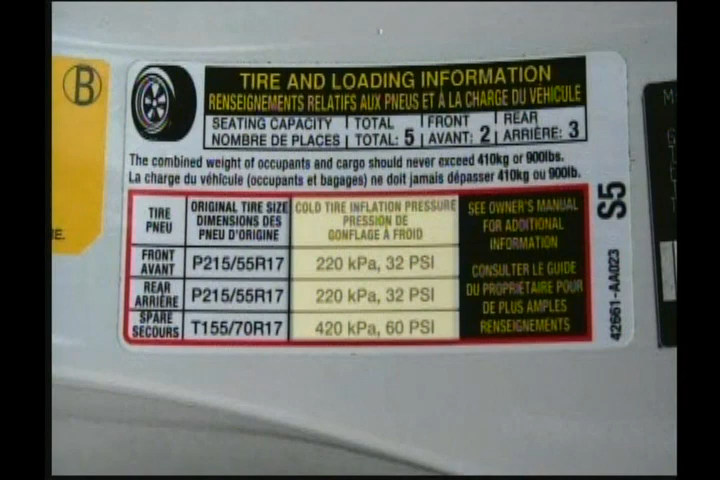 B
TIRE AND LOADING INFORMATION
RENSEIGNEMENTS RELATIFS AUX PNEUS ET À LA CHARGE DU VÉHICULE
SEATING CAPACITY TOTAL FRONT REAR
NOMBRE DE PLACES TOTAL: 5 AVANT: 2 ARRIÈRE: 3
The combined weight of occupants and cargo should never exceed 410kg or 900lbs.
La charge du véhicule (occupants et bagages) ne doit jamais dépasser 410kg ou 900lb.
TIRE
PNEU
ORIGINAL TIRE SIZE
DIMENSIONS DES
PNEU D'ORIGINE
COLD TIRE INFLATION PRESSURE
PRESSION DE
GONFLAGE À FROID
FRONT
AVANT
P215/55R17
220 kPa, 32 PSI
REAR
ARRIÈRE
P215/55R17
220 kPa, 32 PSI
SPARE
SECOURS
T155/70R17
420 kPa, 60 PSI
SEE OWNER'S MANUAL
FOR ADDITIONAL
INFORMATION
CONSULTER LE GUIDE
DU PROPRIÉTAIRE POUR
DE PLUS AMPLES
RENSEIGNEMENTS
S5
42661-AA023